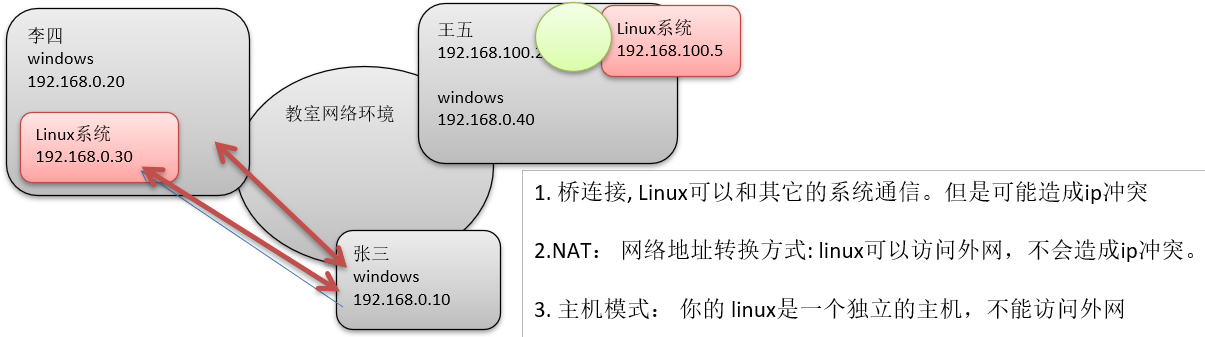 李四
windows
192.168.0.20
Linux系统
192.168.0.30
教室网络环境
王五
192.168.100.2
windows
192.168.0.40
Linux系统
192.168.100.5
张三
windows
192.168.0.10
1. 桥连接, Linux可以和其它的系统通信。但是可能造成ip冲突
2.NAT： 网络地址转换方式: linux可以访问外网，不会造成ip冲突。
3. 主机模式： 你的 linux是一个独立的主机，不能访问外网